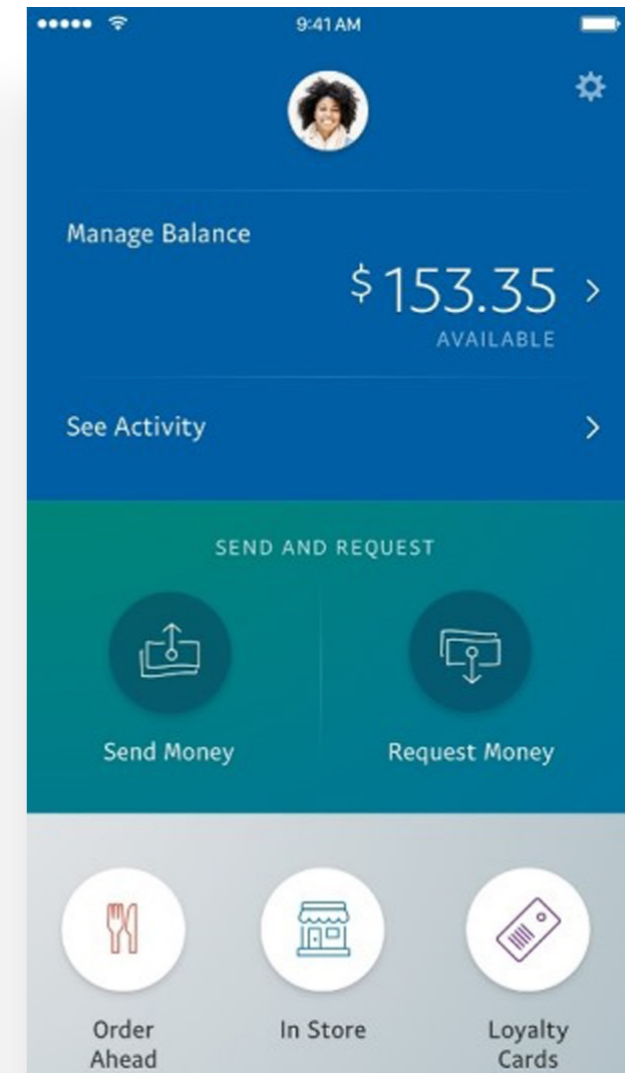 9:41 AM
Manage Balance
$153.35
AVAILABLE
See Activity
SEND AND REQUEST
Send Money
Request Money
Order
Ahead
In Store
Loyalty
Cards